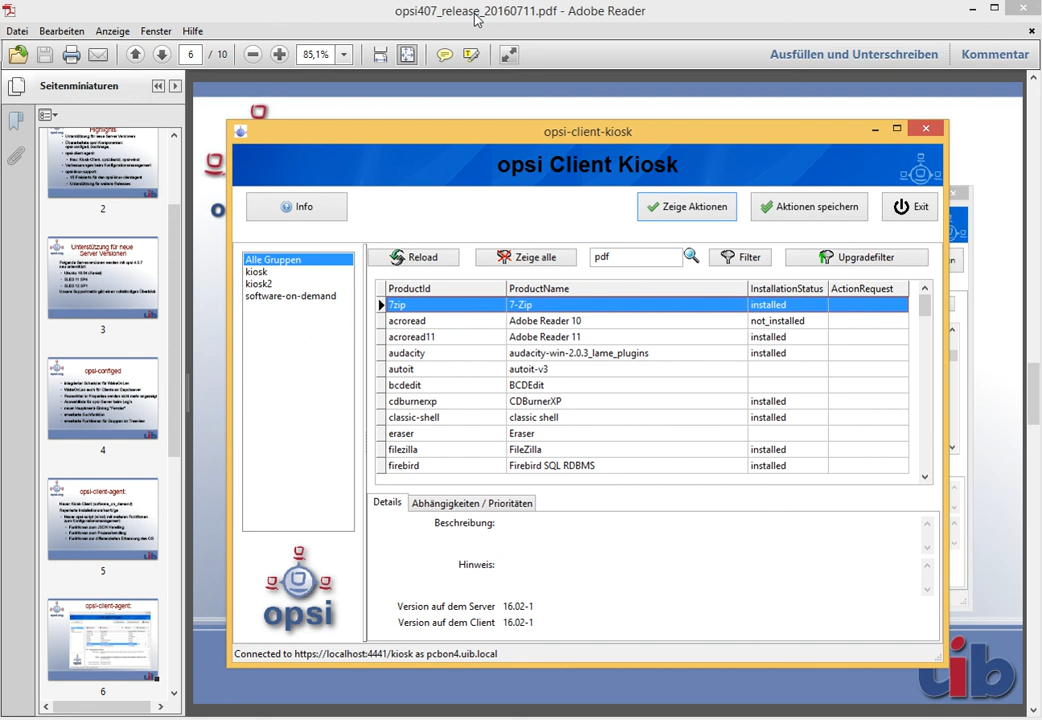 opsi407_release_20160711.pdf - Adobe Reader
Datei Bearbeiten Anzeige Fenster Hilfe
6 / 10 85,1% Ausfüllen und Unterschreiben Kommentar
Seitenminiaturen
Highlights
2
Unterstützung für neue
Server Versionen
3
opsi-configed
4
opsi-client-agent:
5
opsi-client-agent:
6
opsi-client-kiosk
opsi Client Kiosk
Info Zeige Aktionen Aktionen speichern Exit
Alle Gruppen
kiosk
kiosk2
software-on-demand
Reload Zeige alle pdf Filter Upgradefilter
ProductId ProductName InstallationStatus ActionRequest
7zip 7-Zip installed
acroread Adobe Reader 10 not_installed
acroread11 Adobe Reader 11 installed
audacity audacity-win-2.0.3_lame_plugins installed
autoit autoit-v3
bcdedit BCDEdit
cdburnerxp CDBurnerXP installed
classic-shell classic shell installed
eraser Eraser
filezilla FileZilla installed
firebird Firebird SQL RDBMS installed
Details Abhängigkeiten / Prioritäten
Beschreibung:
Hinweis:
Version auf dem Server 16.02-1
Version auf dem Client 16.02-1
opsi
Connected to https://localhost:4441/kiosk as pcbon4.uib.local
uib